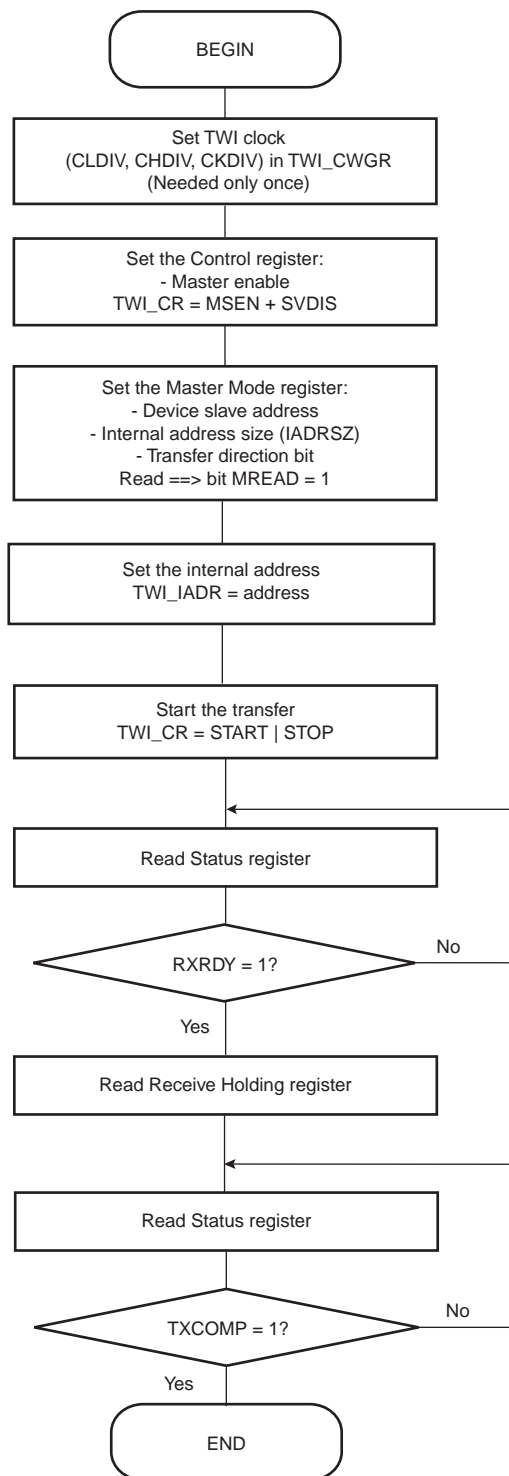 BEGIN
Set TWI clock
(CLDIV, CHDIV, CKDIV) in TWI_CWGR
(Needed only once)
Set the Control register:
- Master enable
TWI_CR = MSEN + SVDIS
Set the Master Mode register:
- Device slave address
- Internal address size (IADRSZ)
- Transfer direction bit
Read ==> bit MREAD = 1
Set the internal address
TWI_IADR = address
Start the transfer
TWI_CR = START | STOP
Read Status register
RXRDY = 1?
No
Yes
Read Receive Holding register
Read Status register
TXCOMP = 1?
No
Yes
END